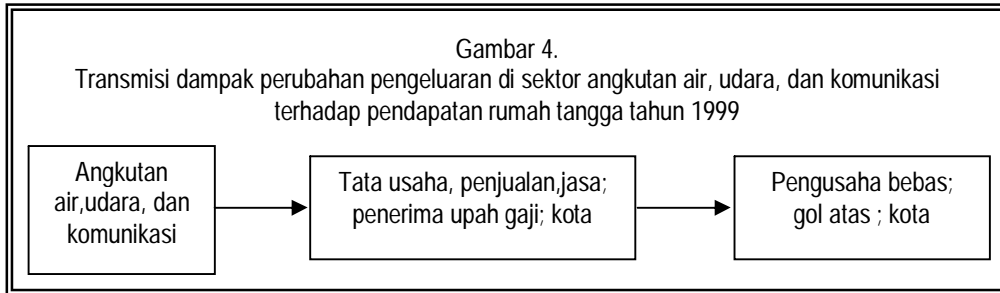 Gambar 4.
Transmisi dampak perubahan pengeluaran di sektor angkutan air, udara, dan komunikasi
terhadap pendapatan rumah tangga tahun 1999
Angkutan
air,udara, dan
komunikasi
Tata usaha, penjualan,jasa;
penerima upah gaji; kota
Pengusaha bebas;
gol atas ; kota